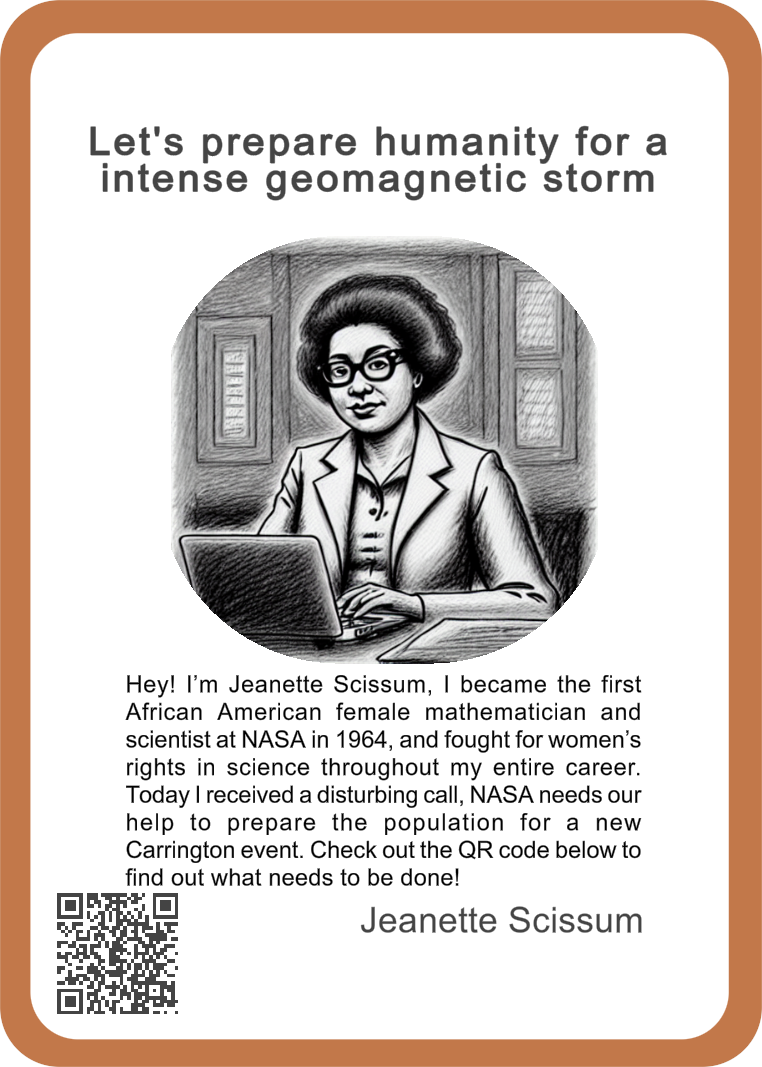 Let's prepare humanity for a
intense geomagnetic storm
Hey! I’m Jeanette Scissum, I became the first
African American female mathematician and
scientist at NASA in 1964, and fought for women’s
rights in science throughout my entire career.
Today I received a disturbing call, NASA needs our
help to prepare the population for a new
Carrington event. Check out the QR code below to
find out what needs to be done!
Jeanette Scissum